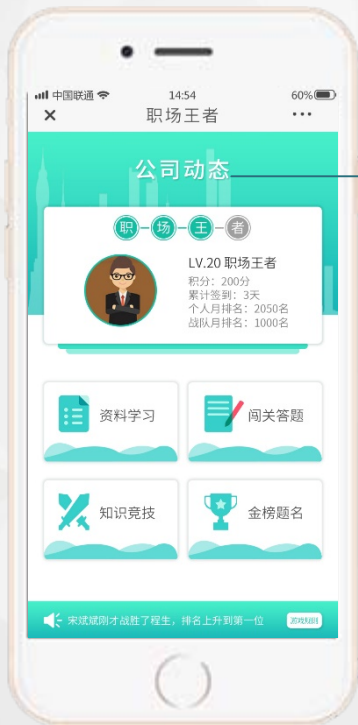 中国联通 14:54 60%
职场王者
公司动态
职 场 王 者
LV.20 职场王者
积分：200分
累计签到：3天
个人月排名：2050名
战队月排名：1000名
资料学习 闯关答题
知识竞技 金榜题名
宋斌斌刚才战胜了程生，排名上升到第一位 游戏规则